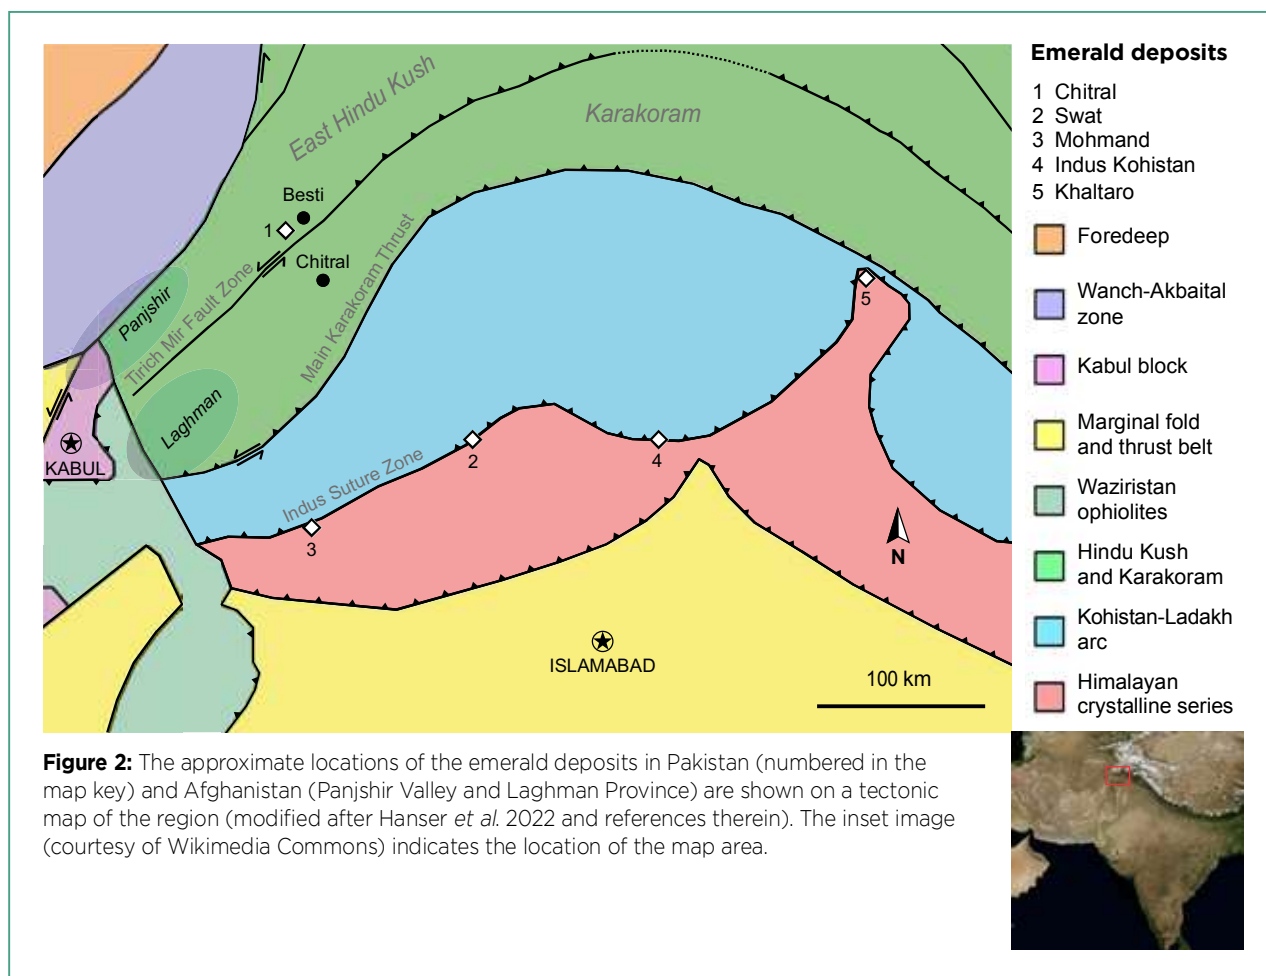 East Hindu Kush
Karakoram
Besti
1
Chitral
Tirich Mir Fault Zone
Main Karakoram Thrust
Panjshir
Laghman
KABUL
5
2
4
Indus Suture Zone
3
N
ISLAMABAD
100 km
Emerald deposits
1 Chitral
2 Swat
3 Mohmand
4 Indus Kohistan
5 Khaltaro
Foredeep
Wanch-Akbaital
zone
Kabul block
Marginal fold
and thrust belt
Waziristan
ophiolites
Hindu Kush
and Karakoram
Kohistan-Ladakh
arc
Himalayan
crystalline series
Figure 2: The approximate locations of the emerald deposits in Pakistan (numbered in the
map key) and Afghanistan (Panjshir Valley and Laghman Province) are shown on a tectonic
map of the region (modified after Hanser et al. 2022 and references therein). The inset image
(courtesy of Wikimedia Commons) indicates the location of the map area.